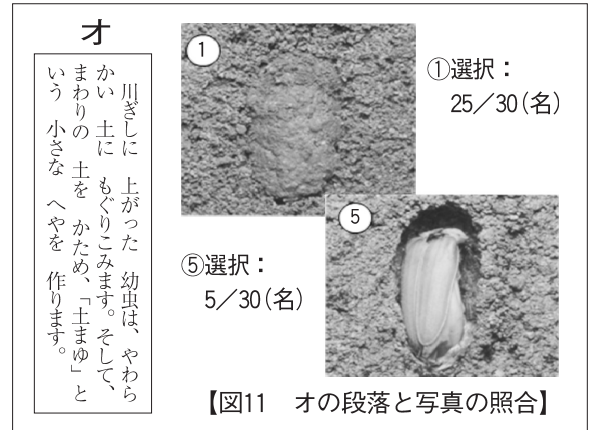 オ
川ぎしに 上がった 幼虫は、やわら
かい 土に もぐりこみます。そして、
まわりの 土を かため、「土まゆ」と
いう 小さな へやを 作ります。
①
①選択：
25／30(名)
⑤
⑤選択：
5／30(名)
【図11 オの段落と写真の照合】